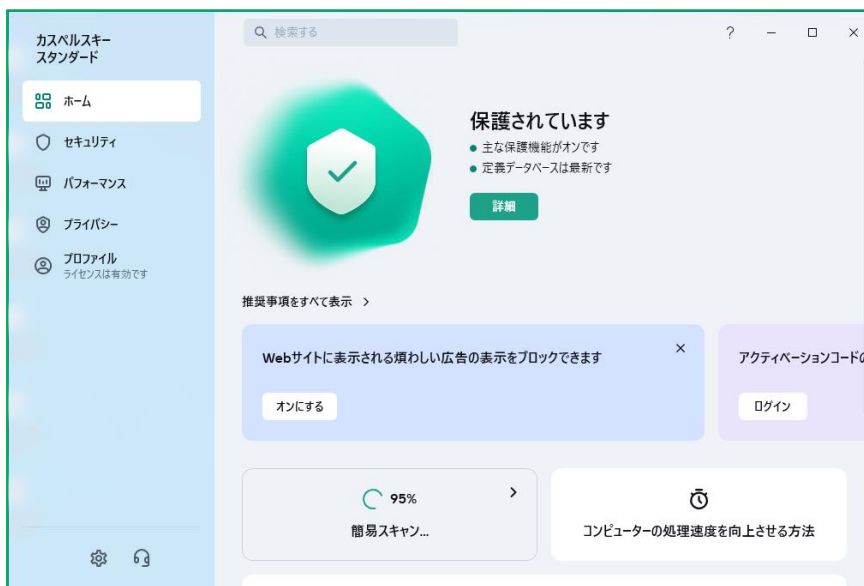 カスペルスキー
スタンダード
検索する
?
ホーム
セキュリティ
パフォーマンス
プライバシー
プロファイル
ライセンスは有効です
保護されています
主な保護機能がオンです
定義データベースは最新です
詳細
推奨事項をすべて表示
Webサイトに表示される煩わしい広告の表示をブロックできます
オンにする
アクティベーションコードの
ログイン
95%
簡易スキャン...
コンピューターの処理速度を向上させる方法